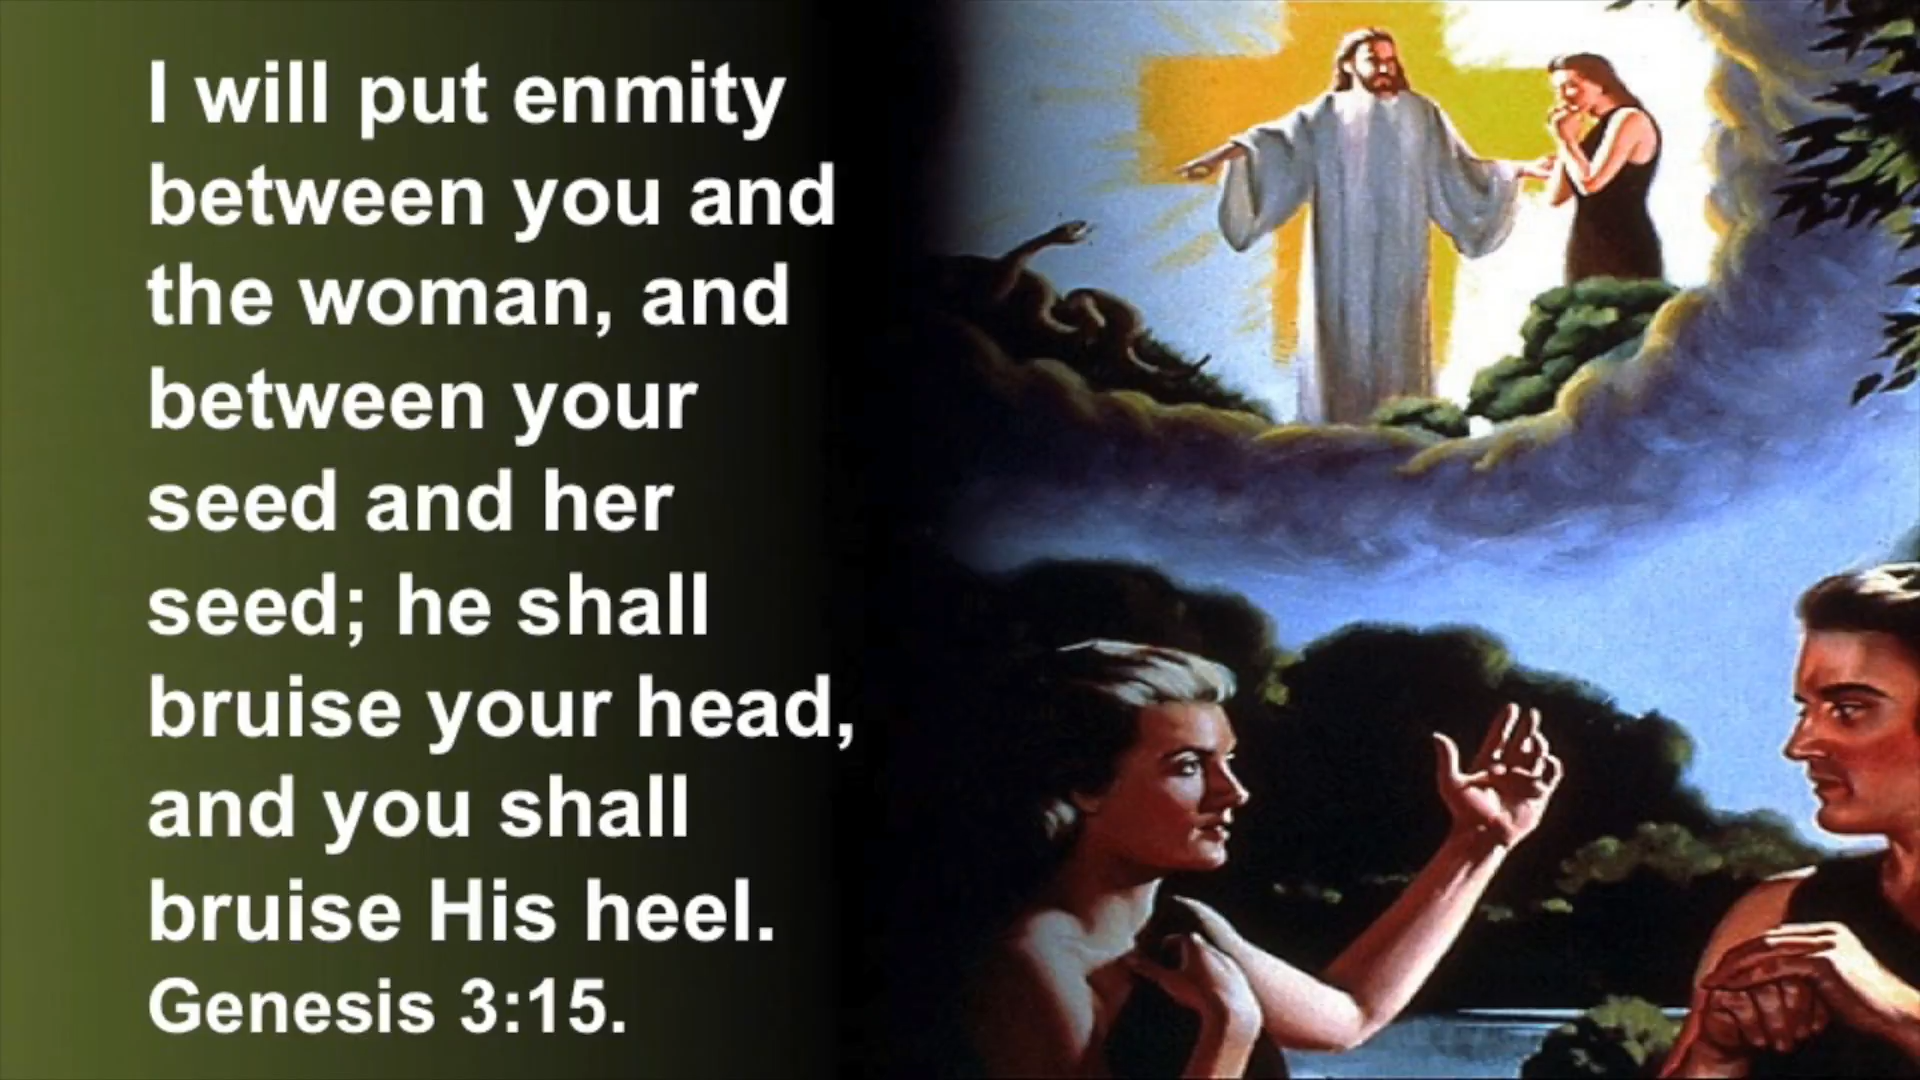 I will put enmity
between you and
the woman, and
between your
seed and her
seed; he shall
bruise your head,
and you shall
bruise His heel.
Genesis 3:15.